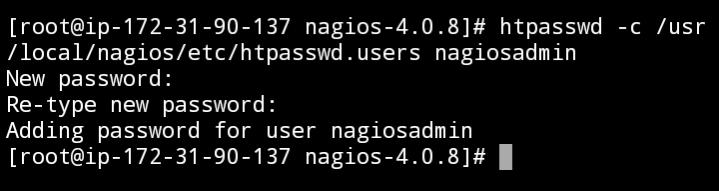 [root@ip-172-31-90-137 nagios-4.0.8]# htpasswd -c /usr
/local/nagios/etc/htpasswd.users nagiosadmin
New password:
Re-type new password:
Adding password for user nagiosadmin
[root@ip-172-31-90-137 nagios-4.0.8]#